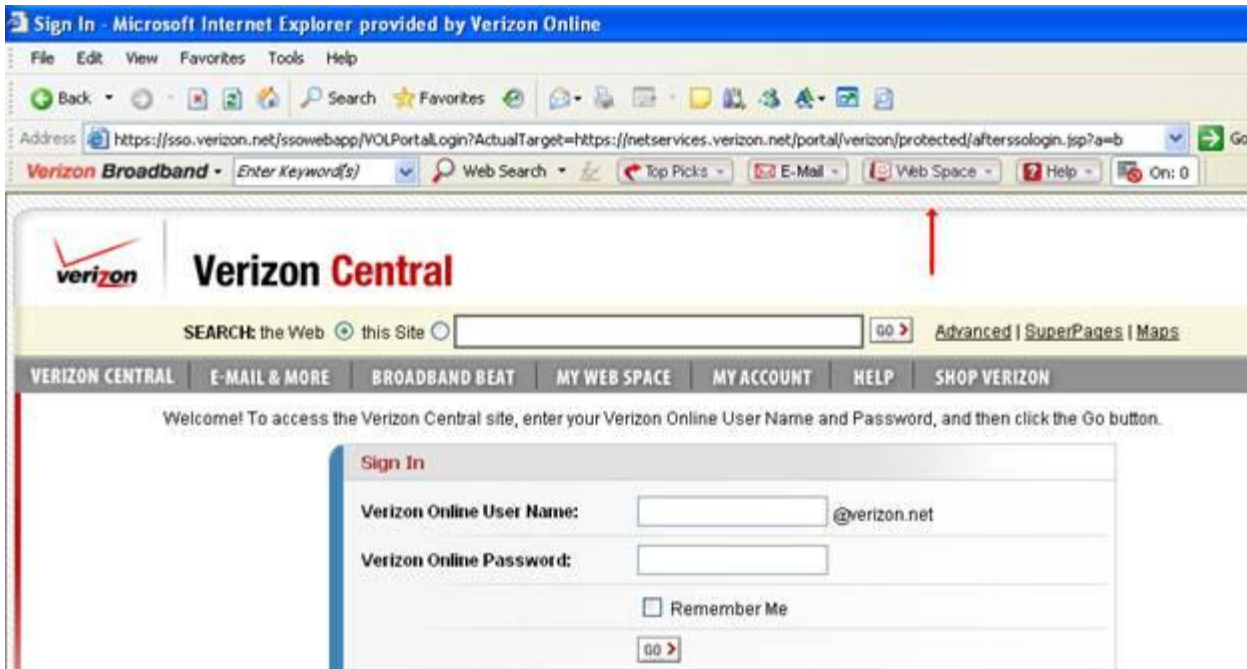 Sign In - Microsoft Internet Explorer provided by Verizon Online
File Edit View Favorites Tools Help
Back Search Favorites
Address https://sso.verizon.net/ssowebapp/VOLPortalLogin?ActualTarget=https://netservices.verizon.net/portal/verizon/protected/afterssologin.jsp?a=b Go
Verizon Broadband Enter Keyword(s) Web Search Top Picks E-Mail Web Space Help On: 0
verizon Verizon Central
SEARCH: the Web this Site GO Advanced | SuperPages | Maps
VERIZON CENTRAL E-MAIL & MORE BROADBAND BEAT MY WEB SPACE MY ACCOUNT HELP SHOP VERIZON
Welcome! To access the Verizon Central site, enter your Verizon Online User Name and Password, and then click the Go button.
Sign In
Verizon Online User Name: @verizon.net
Verizon Online Password:
Remember Me
GO